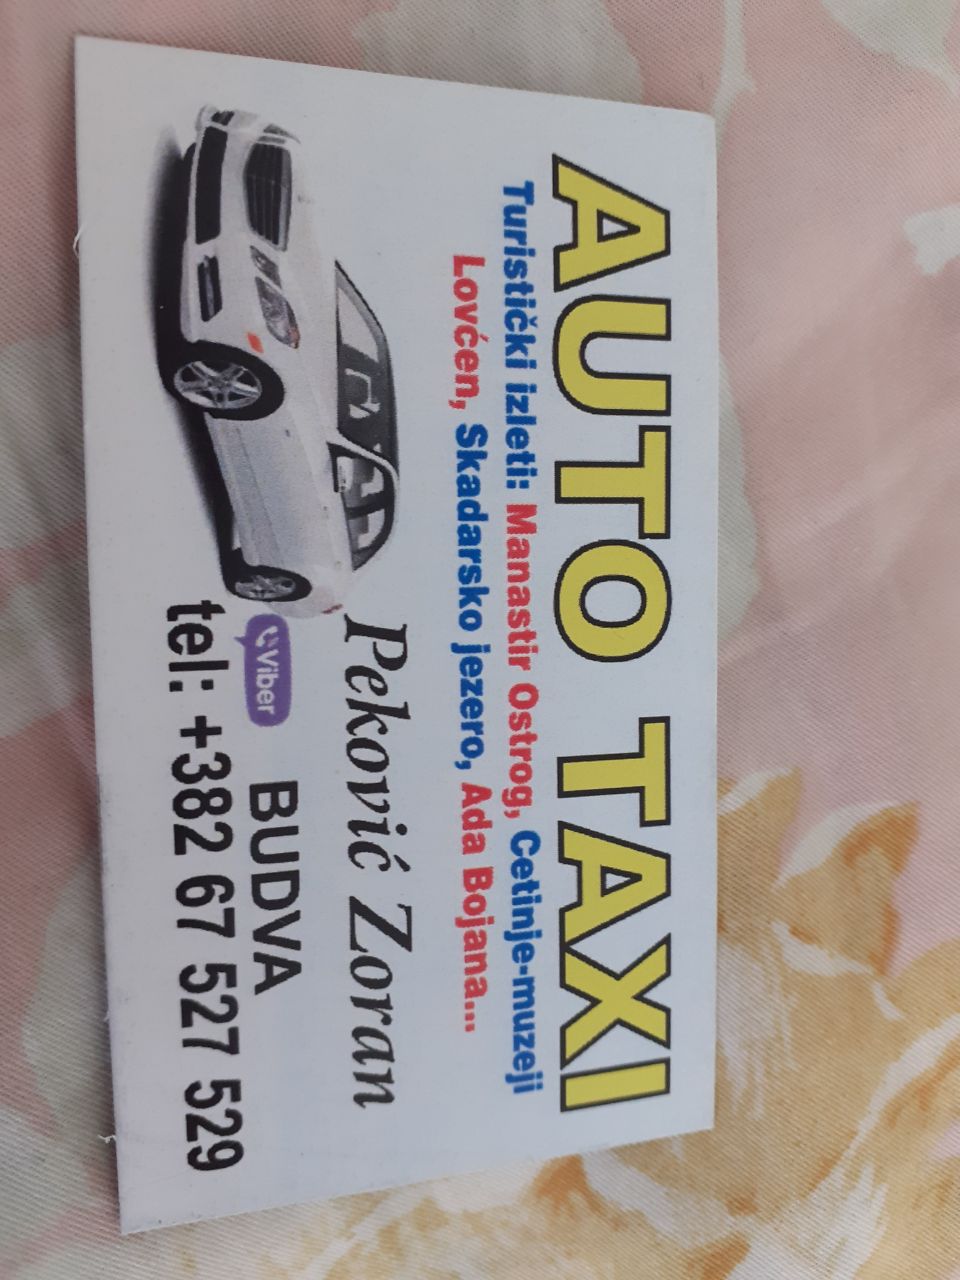 AUTO TAXI
Turistički izleti: Manastir Ostrog, Cetinje-muzeji
Lovćen, Skadarsko jezero, Ada Bojana...
Peković Zoran
Viber
BUDVA
tel: +382 67 527 529